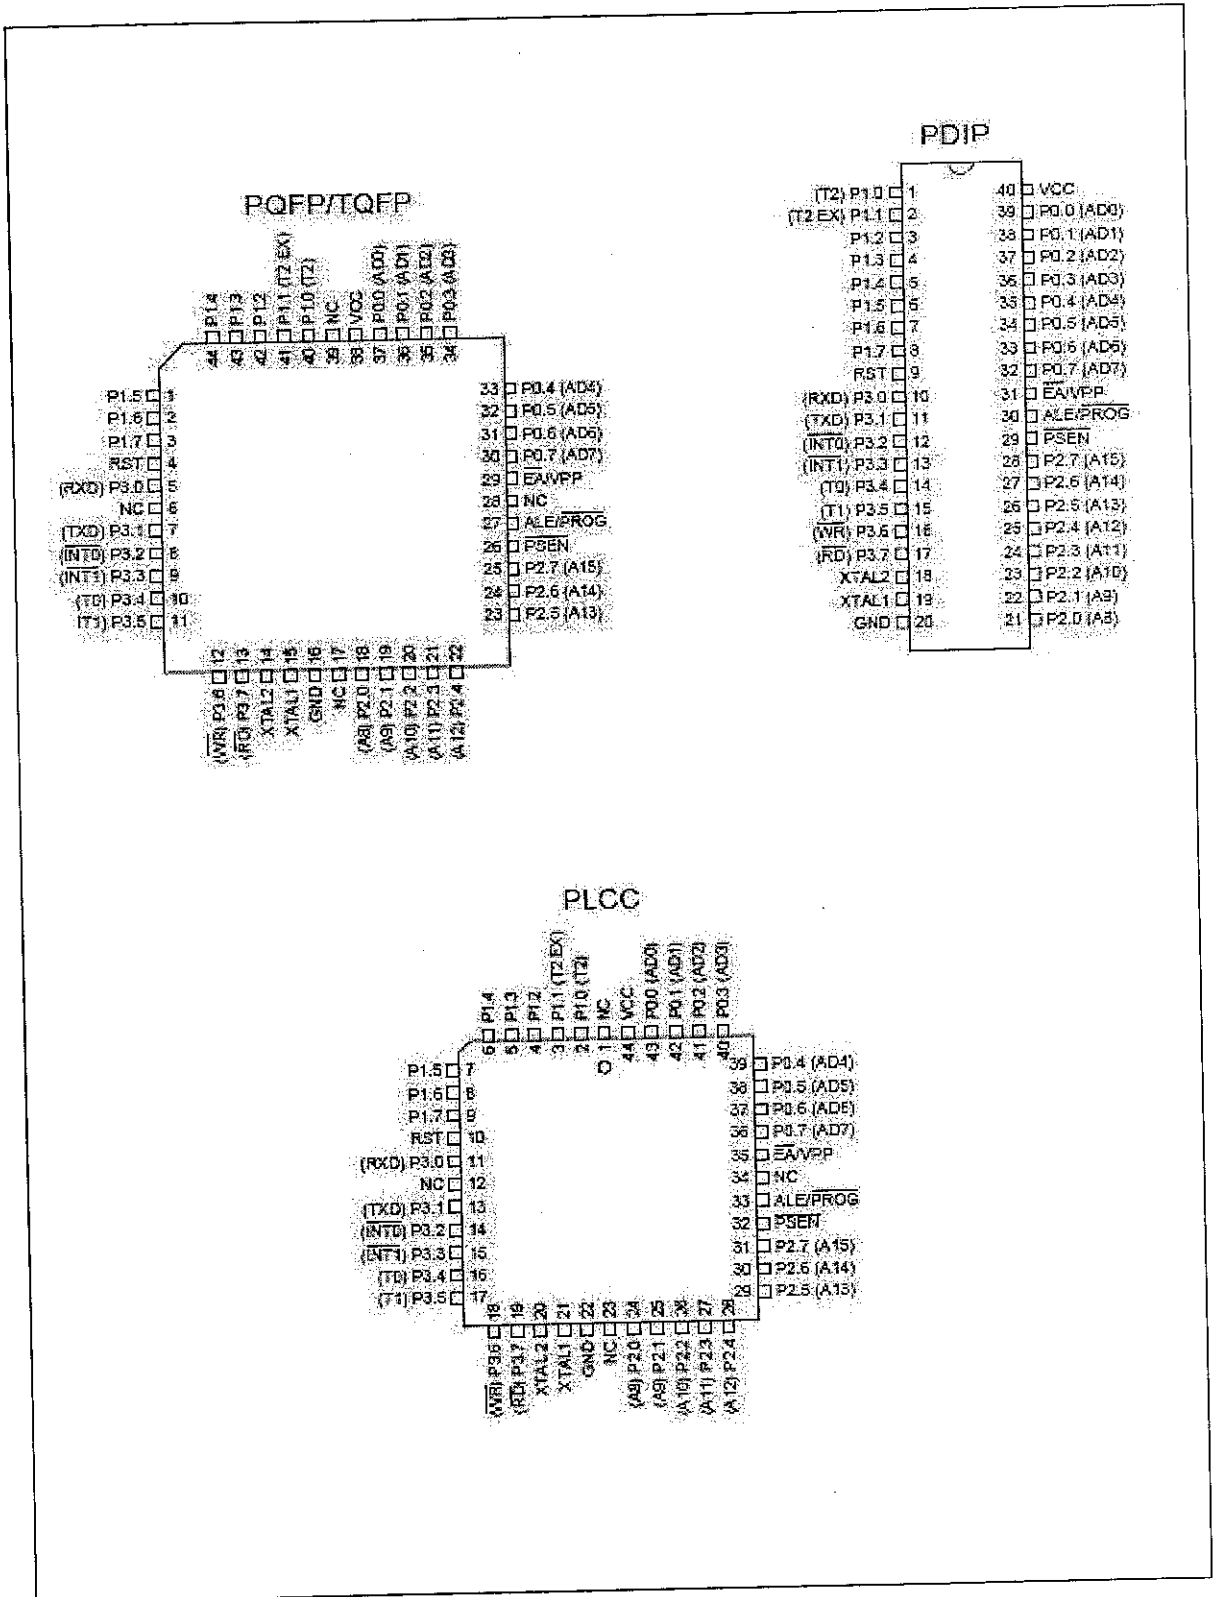 PDIP
(T2) P1.0 1 40 VCC
(T2 EX) P1.1 2 39 P0.0 (AD0)
P1.2 3 38 P0.1 (AD1)
P1.3 4 37 P0.2 (AD2)
P1.4 5 36 P0.3 (AD3)
P1.5 6 35 P0.4 (AD4)
P1.6 7 34 P0.5 (AD5)
P1.7 8 33 P0.6 (AD6)
RST 9 32 P0.7 (AD7)
(RXD) P3.0 10 31 EA/VPP
(TXD) P3.1 11 30 ALE/PROG
(INT0) P3.2 12 29 PSEN
(INT1) P3.3 13 28 P2.7 (A15)
(T0) P3.4 14 27 P2.6 (A14)
(T1) P3.5 15 26 P2.5 (A13)
(WR) P3.6 16 25 P2.4 (A12)
(RD) P3.7 17 24 P2.3 (A11)
XTAL2 18 23 P2.2 (A10)
XTAL1 19 22 P2.1 (A9)
GND 20 21 P2.0 (A8)
PQFP/TQFP
P1.4 44
P1.3 43
P1.2 42
P1.1 (T2 EX) 41
P1.0 (T2) 40
NC 39
VCC 38
P0.0 (AD0) 37
P0.1 (AD1) 36
P0.2 (AD2) 35
P0.3 (AD3) 34
P1.5 1 33 P0.4 (AD4)
P1.6 2 32 P0.5 (AD5)
P1.7 3 31 P0.6 (AD6)
RST 4 30 P0.7 (AD7)
(RXD) P3.0 5 29 EA/VPP
NC 6 28 NC
(TXD) P3.1 7 27 ALE/PROG
(INT0) P3.2 8 26 PSEN
(INT1) P3.3 9 25 P2.7 (A15)
(T0) P3.4 10 24 P2.6 (A14)
(T1) P3.5 11 23 P2.5 (A13)
(WR) P3.6 12
(RD) P3.7 13
XTAL2 14
XTAL1 15
GND 16
NC 17
(A8) P2.0 18
(A9) P2.1 19
(A10) P2.2 20
(A11) P2.3 21
(A12) P2.4 22
PLCC
P1.4 6
P1.3 5
P1.2 4
P1.1 (T2 EX) 3
P1.0 (T2) 2
NC 1
VCC 44
P0.0 (AD0) 43
P0.1 (AD1) 42
P0.2 (AD2) 41
P0.3 (AD3) 40
P1.5 7 39 P0.4 (AD4)
P1.6 8 38 P0.5 (AD5)
P1.7 9 37 P0.6 (AD6)
RST 10 36 P0.7 (AD7)
(RXD) P3.0 11 35 EA/VPP
NC 12 34 NC
(TXD) P3.1 13 33 ALE/PROG
(INT0) P3.2 14 32 PSEN
(INT1) P3.3 15 31 P2.7 (A15)
(T0) P3.4 16 30 P2.6 (A14)
(T1) P3.5 17 29 P2.5 (A13)
(WR) P3.6 18
(RD) P3.7 19
XTAL2 20
XTAL1 21
GND 22
NC 23
(A8) P2.0 24
(A9) P2.1 25
(A10) P2.2 26
(A11) P2.3 27
(A12) P2.4 28